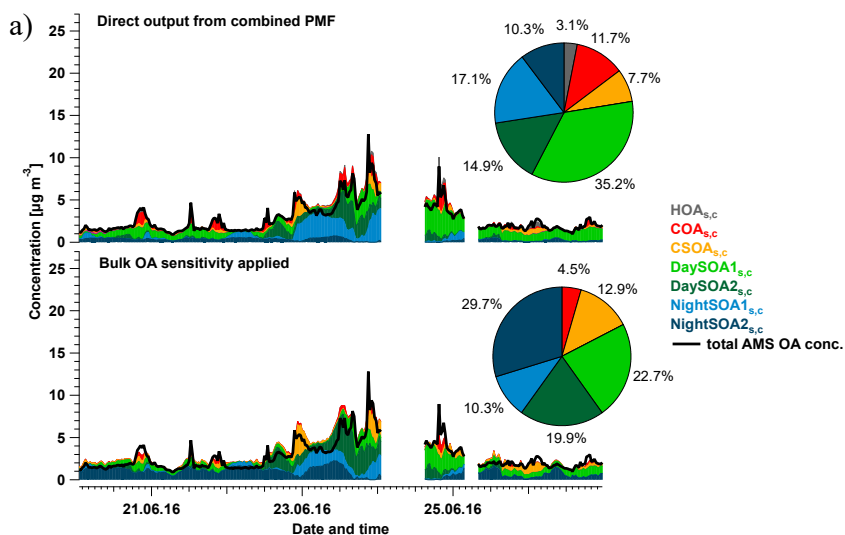 a)
Direct output from combined PMF
25
20
15
10
5
0
10.3%
3.1%
11.7%
7.7%
17.1%
14.9%
35.2%
Concentration [µg m⁻³]
HOAs,c
COAs,c
CSOAs,c
DaySOA1s,c
DaySOA2s,c
NightSOA1s,c
NightSOA2s,c
total AMS OA conc.
Bulk OA sensitivity applied
25
20
15
10
5
0
4.5%
12.9%
29.7%
22.7%
10.3%
19.9%
21.06.16
23.06.16
25.06.16
Date and time